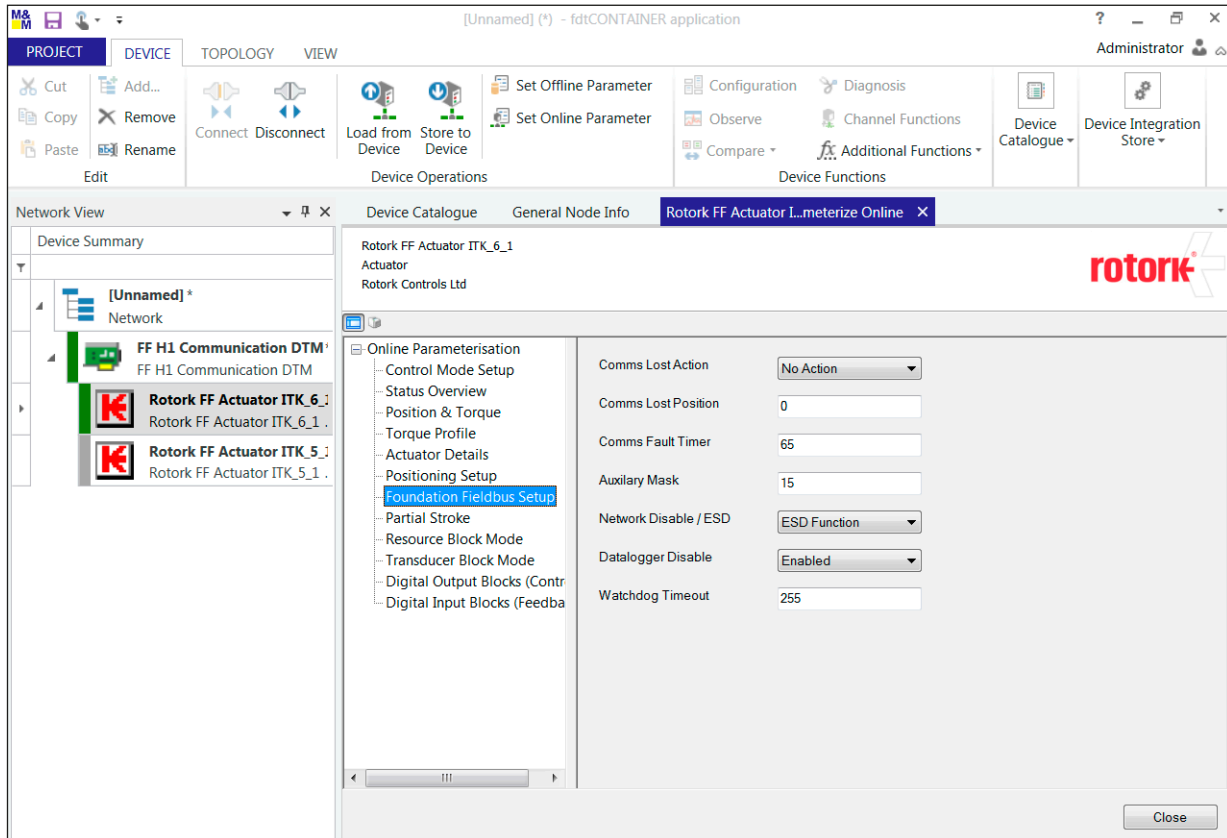 M&M
[Unnamed] (*) - fdtCONTAINER application
?
PROJECT DEVICE TOPOLOGY VIEW
Administrator
Cut
Copy
Paste
Add...
Remove
Rename
Edit
Connect
Disconnect
Load from Device
Store to Device
Set Offline Parameter
Set Online Parameter
Device Operations
Configuration
Observe
Compare
Diagnosis
Channel Functions
fx Additional Functions
Device Functions
Device Catalogue
Device Integration Store
Network View
Device Summary
[Unnamed] *
Network
FF H1 Communication DTM*
FF H1 Communication DTM
Rotork FF Actuator ITK_6_1
Rotork FF Actuator ITK_6_1 .
Rotork FF Actuator ITK_5_1
Rotork FF Actuator ITK_5_1 .
Device Catalogue
General Node Info
Rotork FF Actuator I...meterize Online
Rotork FF Actuator ITK_6_1
Actuator
Rotork Controls Ltd
rotork
Online Parameterisation
Control Mode Setup
Status Overview
Position & Torque
Torque Profile
Actuator Details
Positioning Setup
Foundation Fieldbus Setup
Partial Stroke
Resource Block Mode
Transducer Block Mode
Digital Output Blocks (Contr
Digital Input Blocks (Feedba
Comms Lost Action No Action
Comms Lost Position 0
Comms Fault Timer 65
Auxilary Mask 15
Network Disable / ESD ESD Function
Datalogger Disable Enabled
Watchdog Timeout 255
Close